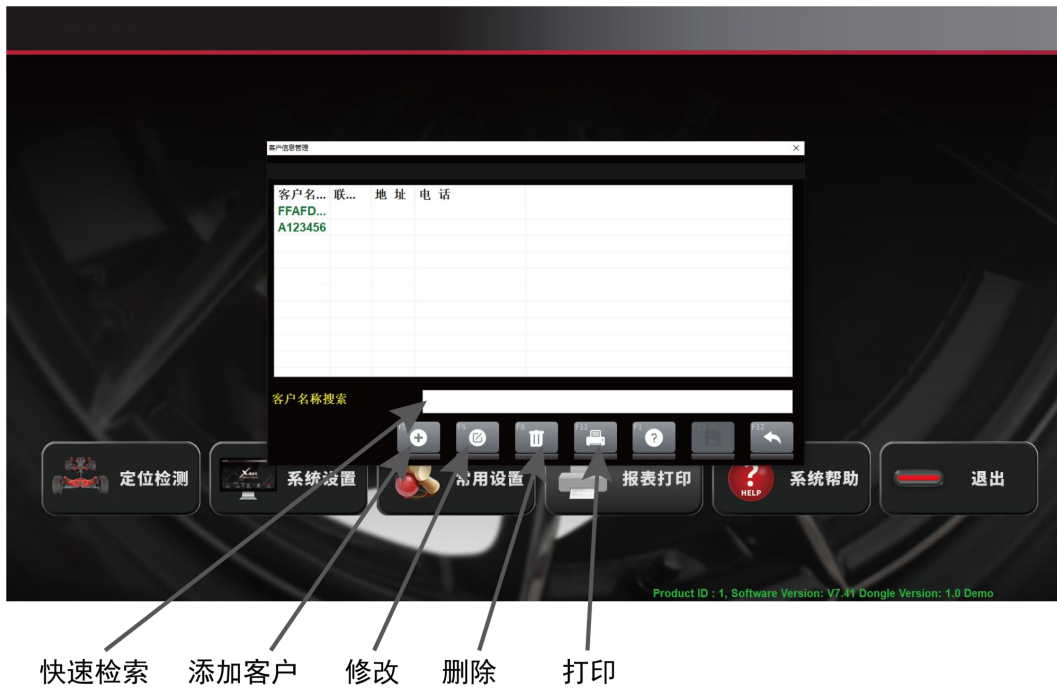 客户信息管理
客户名... 联... 地 址 电 话
FFAFD...
A123456
客户名称搜索
F5 F6 F8 F11 F1 F12
定位检测 系统设置 常用设置 报表打印 HELP 系统帮助 退出
Product ID : 1, Software Version: V7.41 Dongle Version: 1.0 Demo
快速检索 添加客户 修改 删除 打印